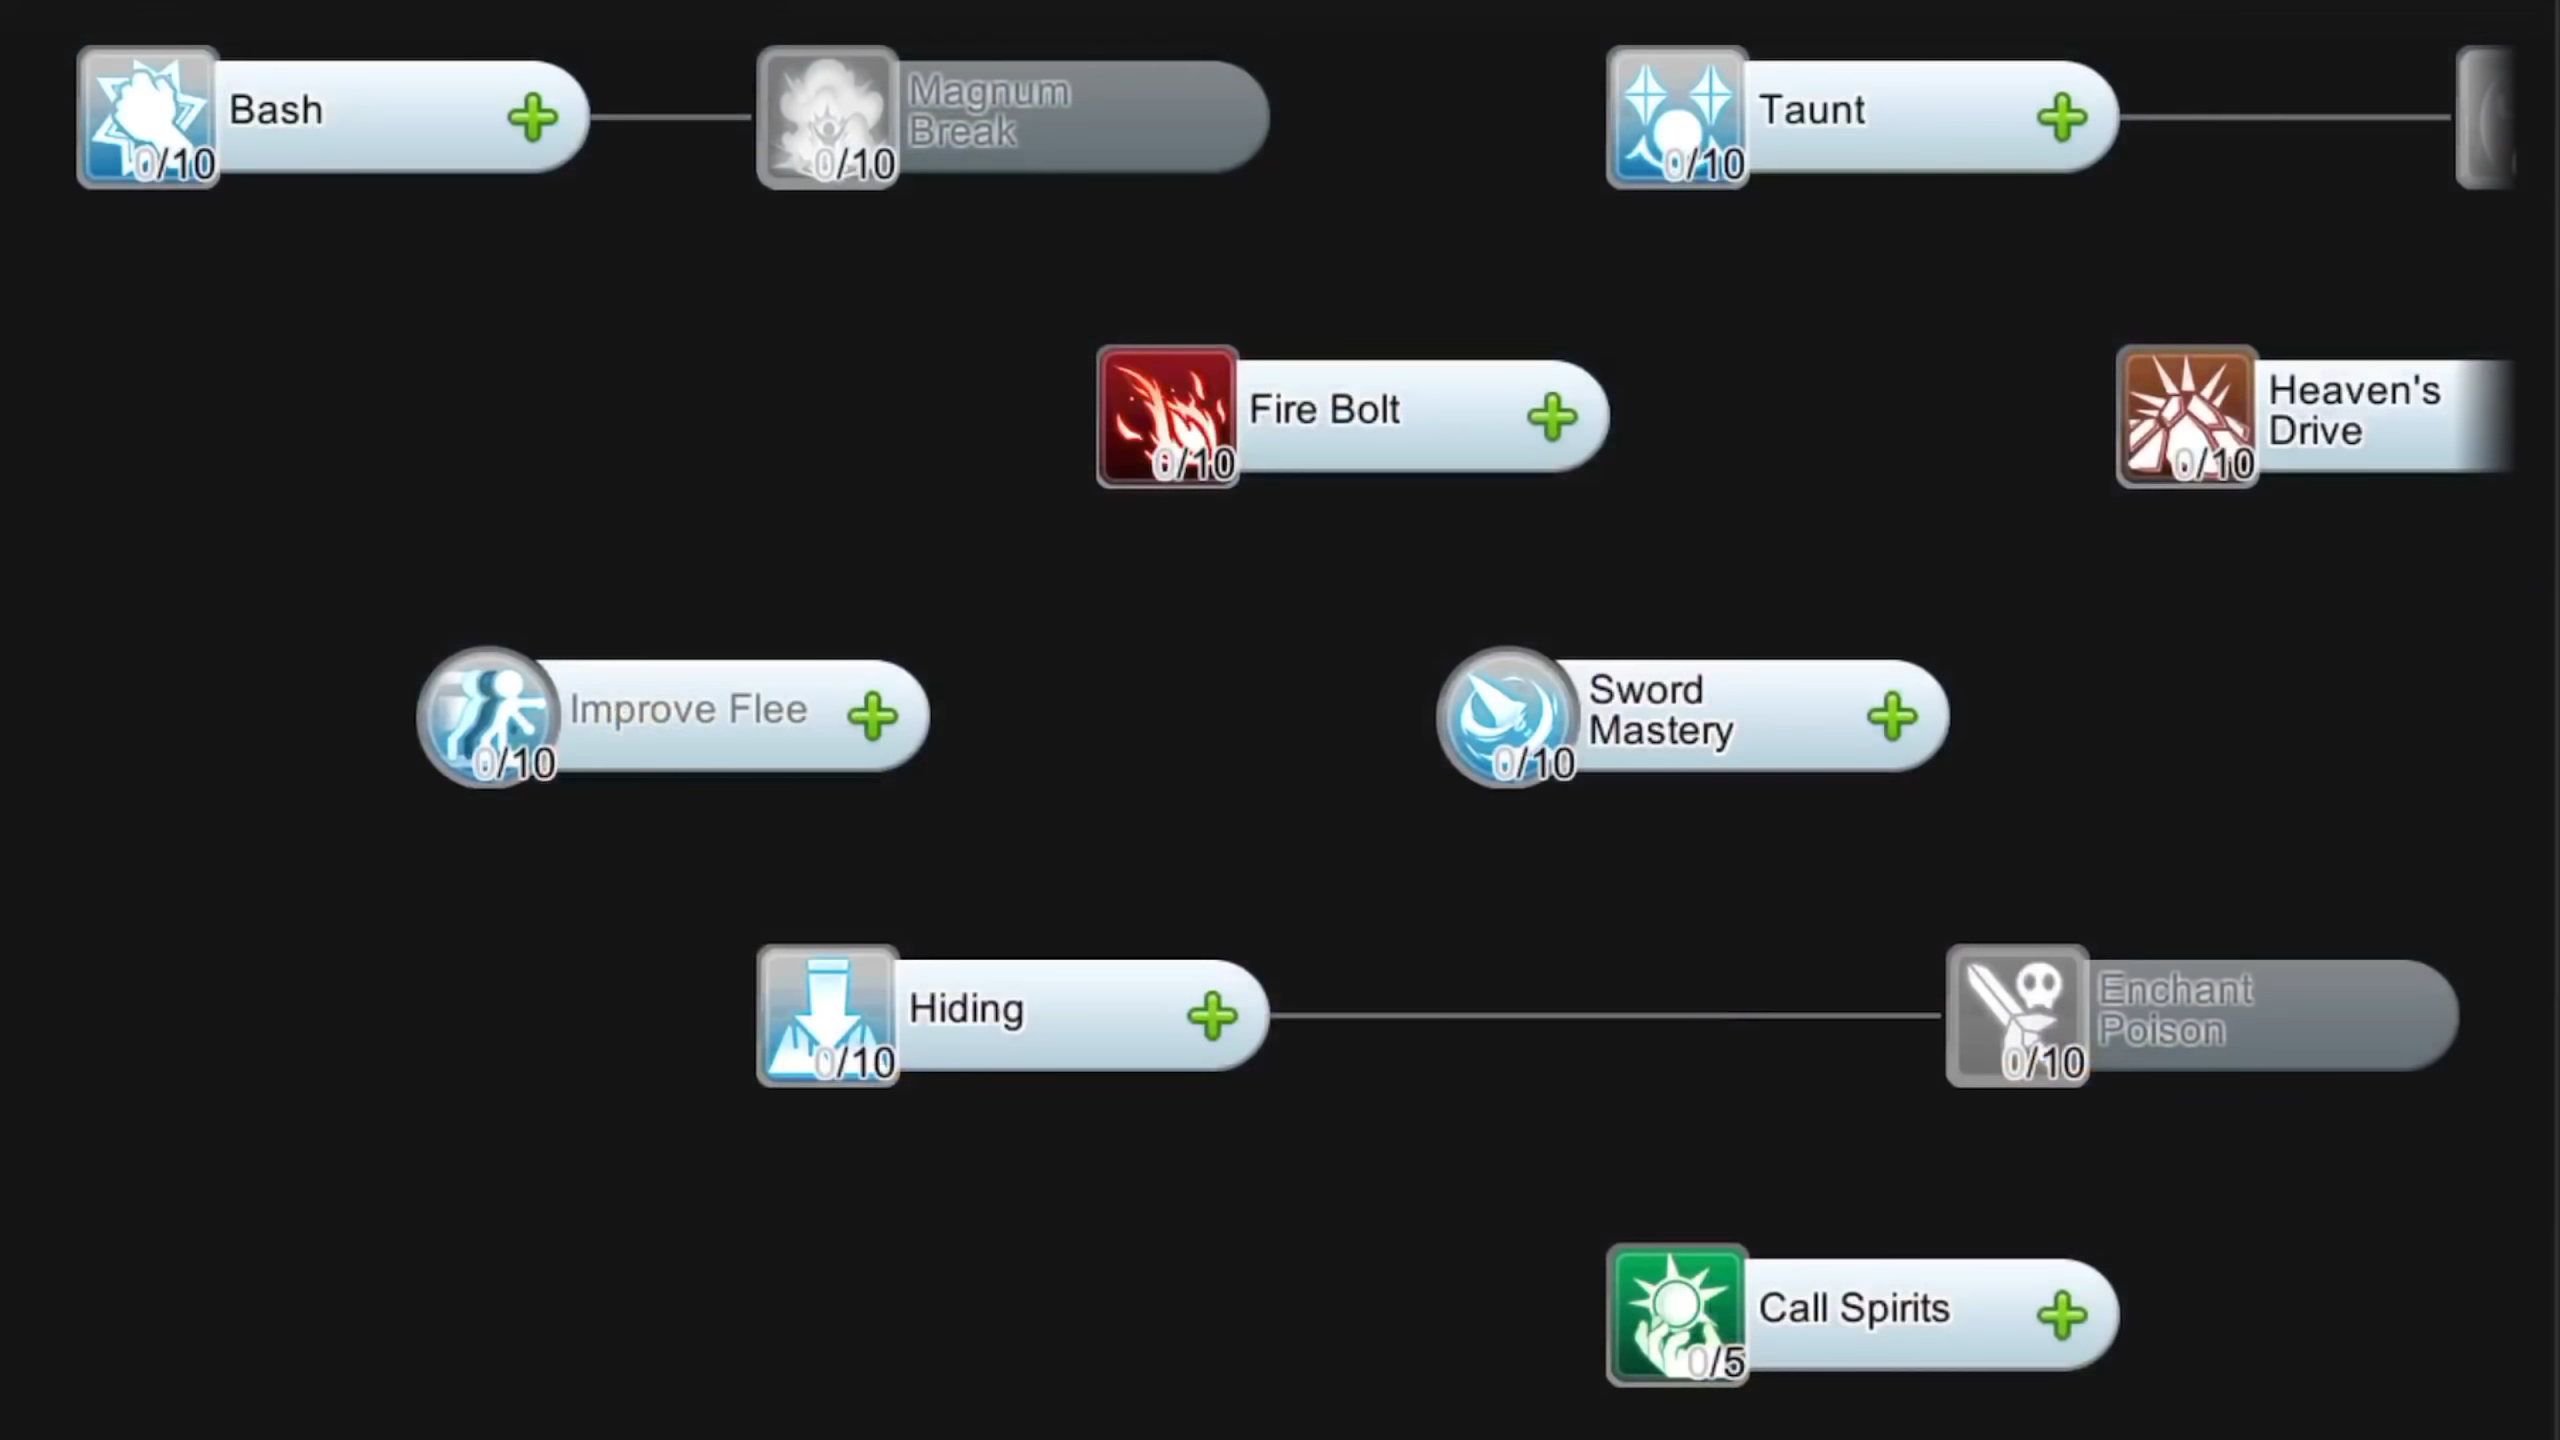 Bash
0/10
Magnum
Break
0/10
Taunt
0/10
Fire Bolt
0/10
Heaven's
Drive
0/10
Improve Flee
0/10
Sword
Mastery
0/10
Hiding
0/10
Enchant
Poison
0/10
Call Spirits
0/5